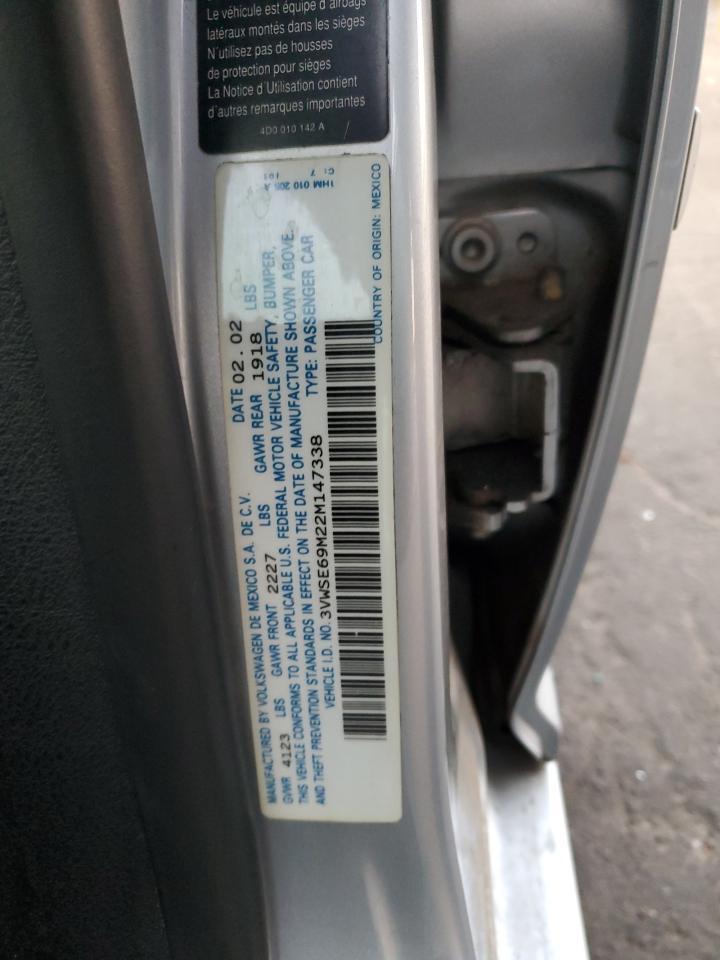 Le véhicule est équipé d'airbags
latéraux montés dans les sièges
N'utilisez pas de housses
de protection pour sièges
La Notice d'Utilisation contient
d'autres remarques importantes
4D0 010 142 A
MANUFACTURED BY VOLKSWAGEN DE MEXICO S.A. DE C.V. DATE 02.02
GVWR 4123 LBS GAWR FRONT 2227 LBS GAWR REAR 1918 LBS
THIS VEHICLE CONFORMS TO ALL APPLICABLE U.S. FEDERAL MOTOR VEHICLE SAFETY, BUMPER,
AND THEFT PREVENTION STANDARDS IN EFFECT ON THE DATE OF MANUFACTURE SHOWN ABOVE.
VEHICLE I.D. NO. 3VWSE69M22M147338 TYPE: PASSENGER CAR
COUNTRY OF ORIGIN: MEXICO
1HM 010 205